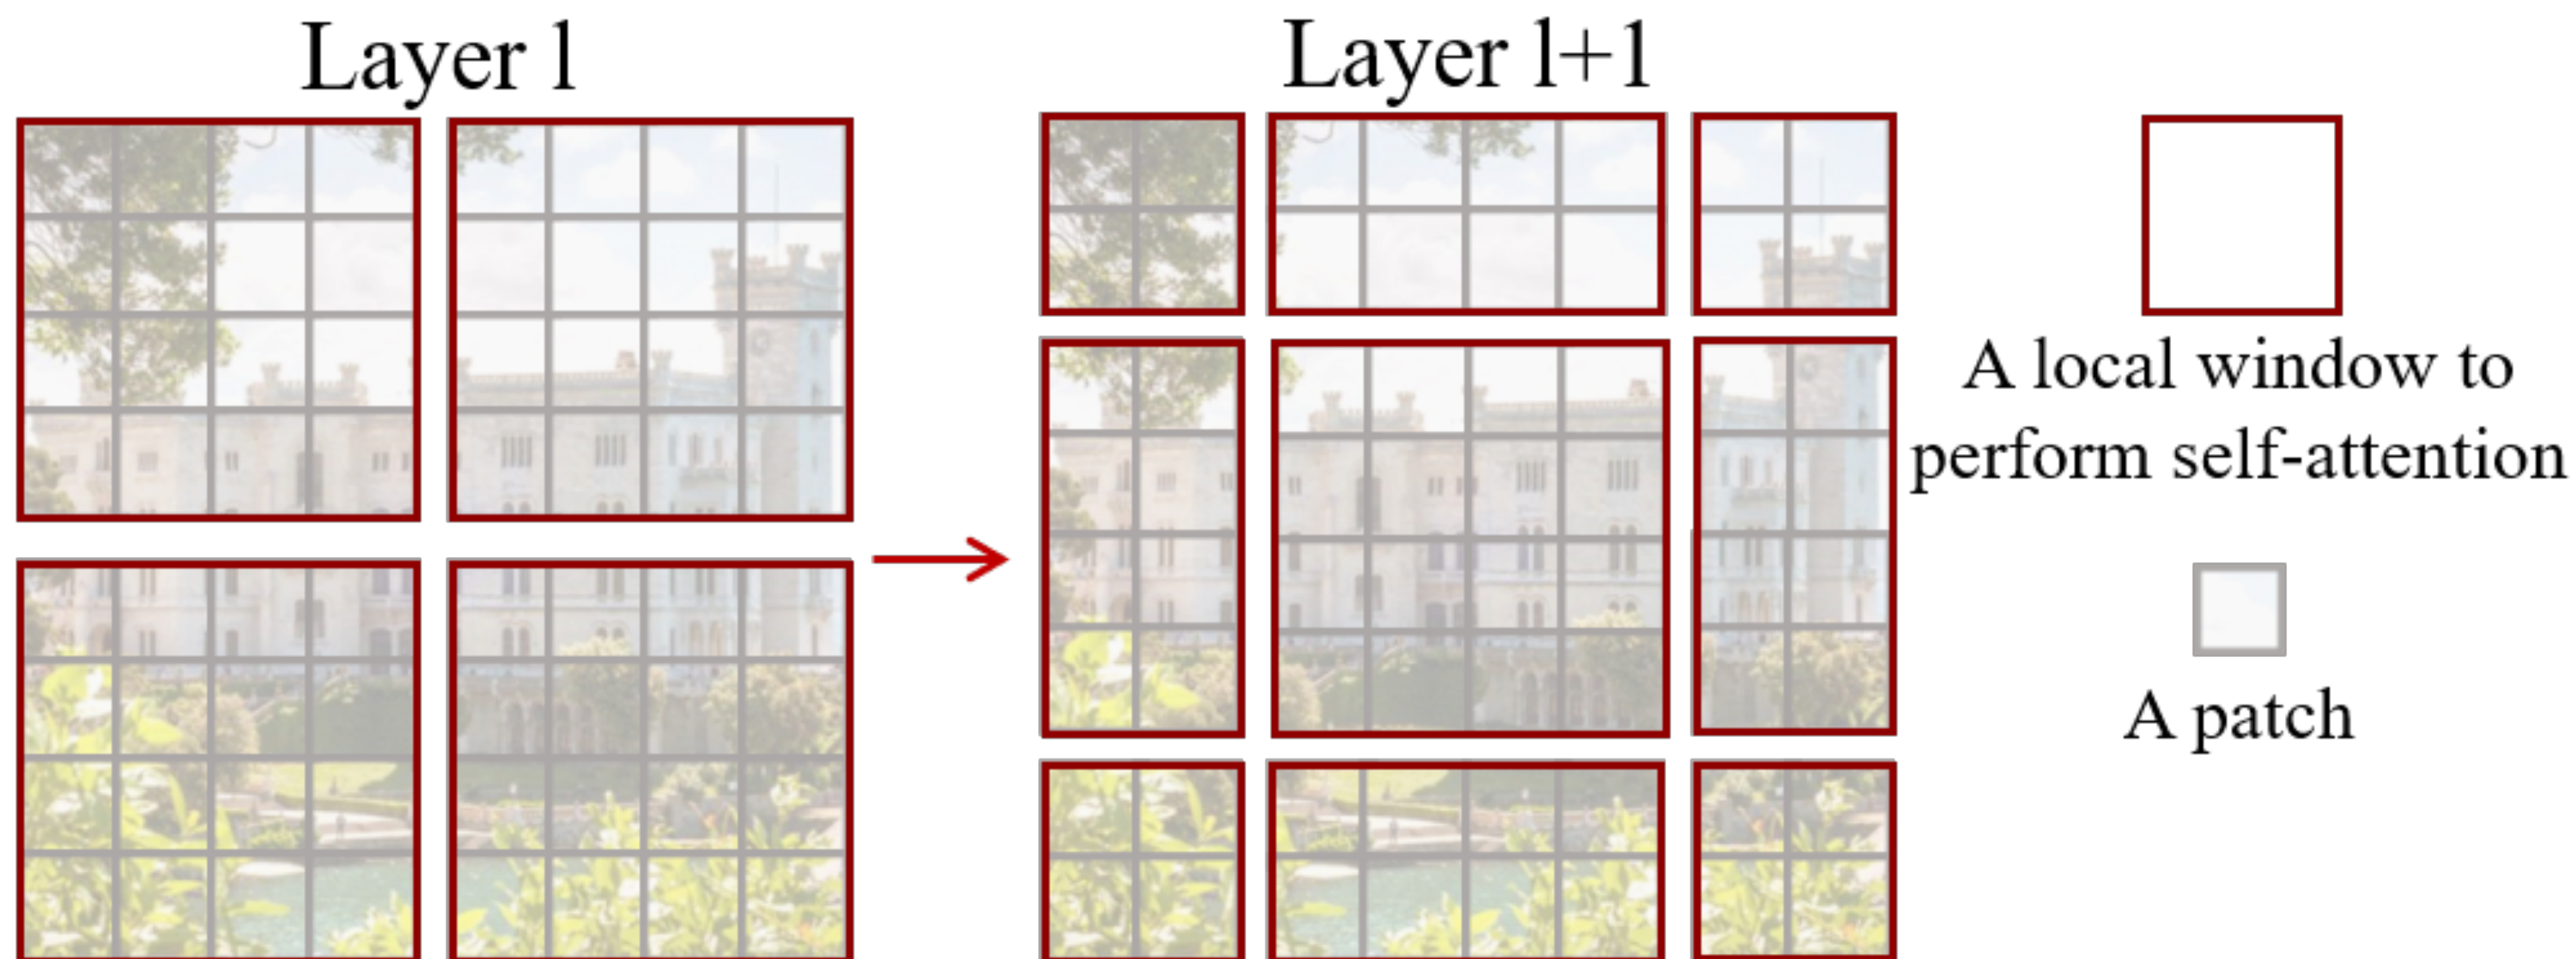 Layer l
Layer l+1
A local window to
perform self-attention
A patch